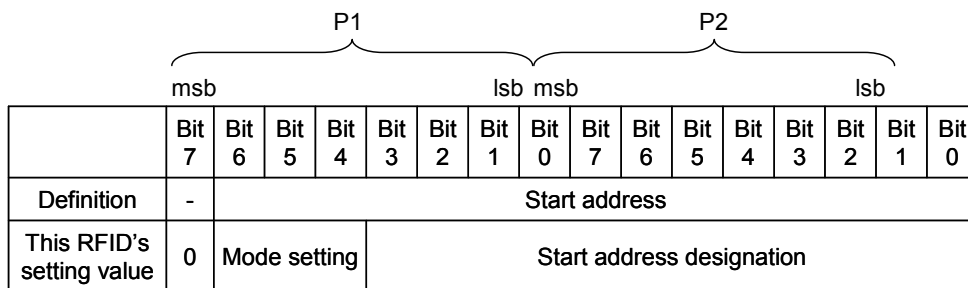 P1 P2
msb lsb msb lsb
Bit 7 Bit 6 Bit 5 Bit 4 Bit 3 Bit 2 Bit 1 Bit 0 Bit 7 Bit 6 Bit 5 Bit 4 Bit 3 Bit 2 Bit 1 Bit 0
Definition - Start address
This RFID's
setting value 0 Mode setting Start address designation